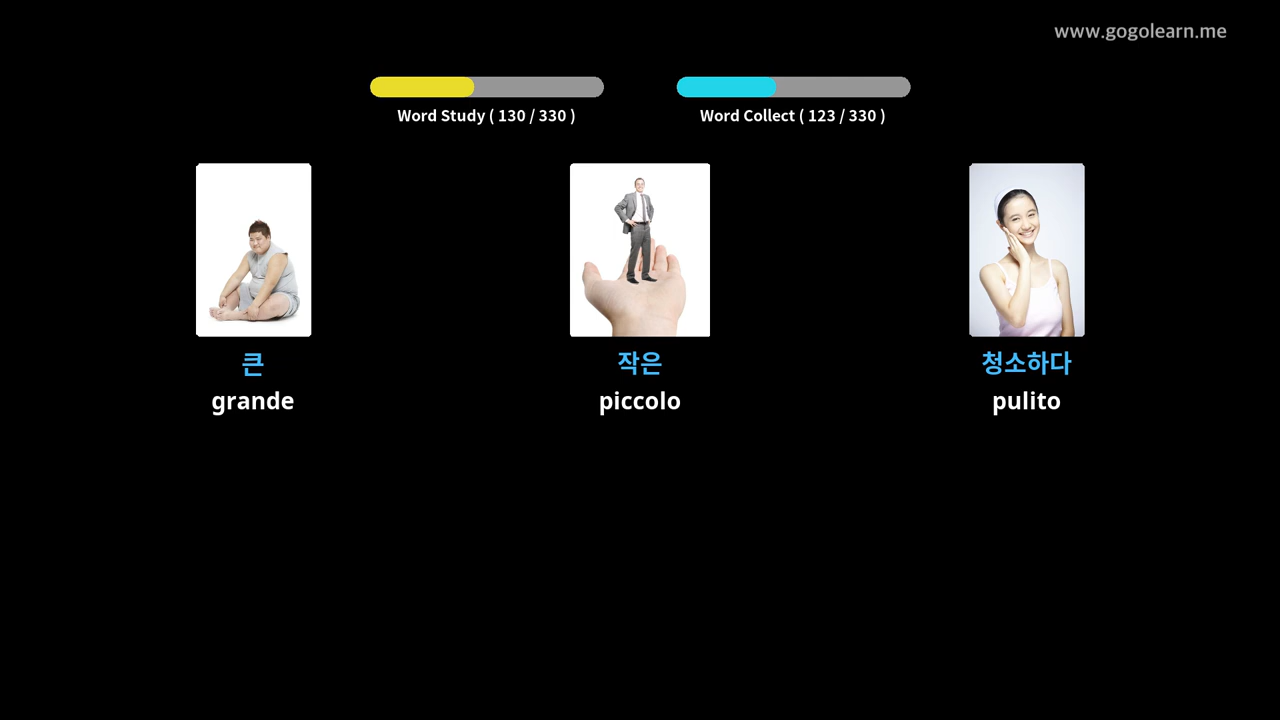 www.gogolearn.me
Word Study ( 130 / 330 )
Word Collect ( 123 / 330 )
큰
grande
작은
piccolo
청소하다
pulito